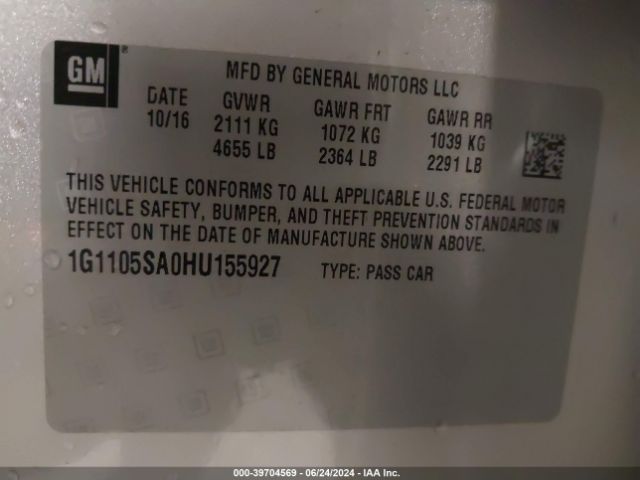 GM ®
MFD BY GENERAL MOTORS LLC
DATE GVWR GAWR FRT GAWR RR
10/16 2111 KG 1072 KG 1039 KG
4655 LB 2364 LB 2291 LB
THIS VEHICLE CONFORMS TO ALL APPLICABLE U.S. FEDERAL MOTOR
VEHICLE SAFETY, BUMPER, AND THEFT PREVENTION STANDARDS IN
EFFECT ON THE DATE OF MANUFACTURE SHOWN ABOVE.
1G1105SA0HU155927 TYPE: PASS CAR
000-39704569 - 06/24/2024 - IAA Inc.